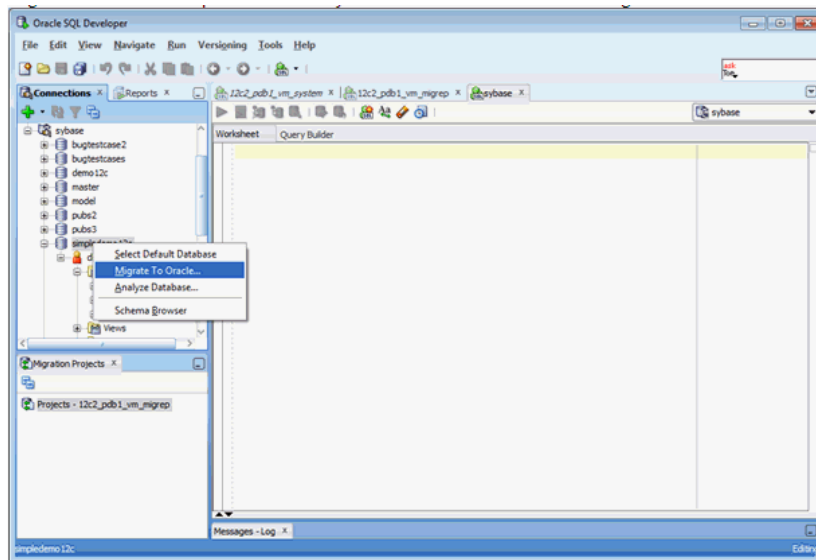 Oracle SQL Developer
File Edit View Navigate Run Versioning Tools Help
Connections Reports
12c2_pdb1_vm_system 12c2_pdb1_vm_migrep sybase
sybase
Worksheet Query Builder
sybase
bugtestcase2
bugtestcases
demo12c
master
model
pubs2
pubs3
Select Default Database
Migrate To Oracle...
Analyze Database...
Schema Browser
Views
Migration Projects
Projects - 12c2_pdb1_vm_migrep
Messages - Log
simpledemo12c
Editing